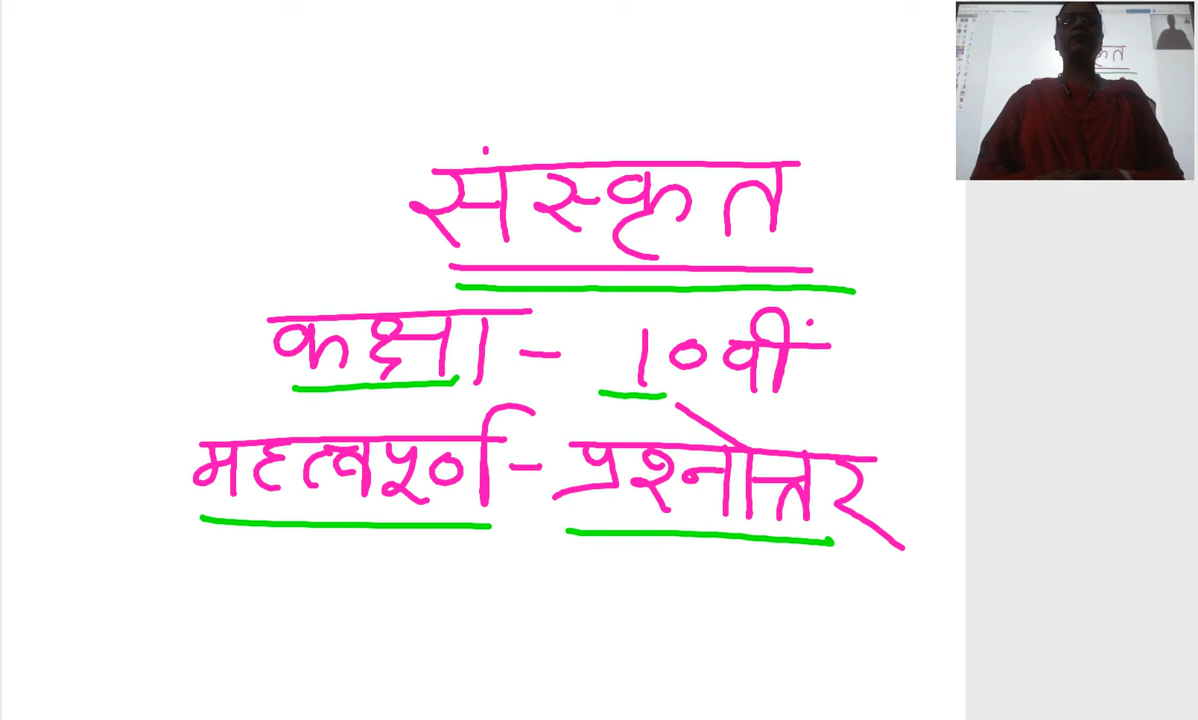 संस्कृत
कक्षा - 10वीं
महत्वपूर्ण - प्रश्नोत्तर